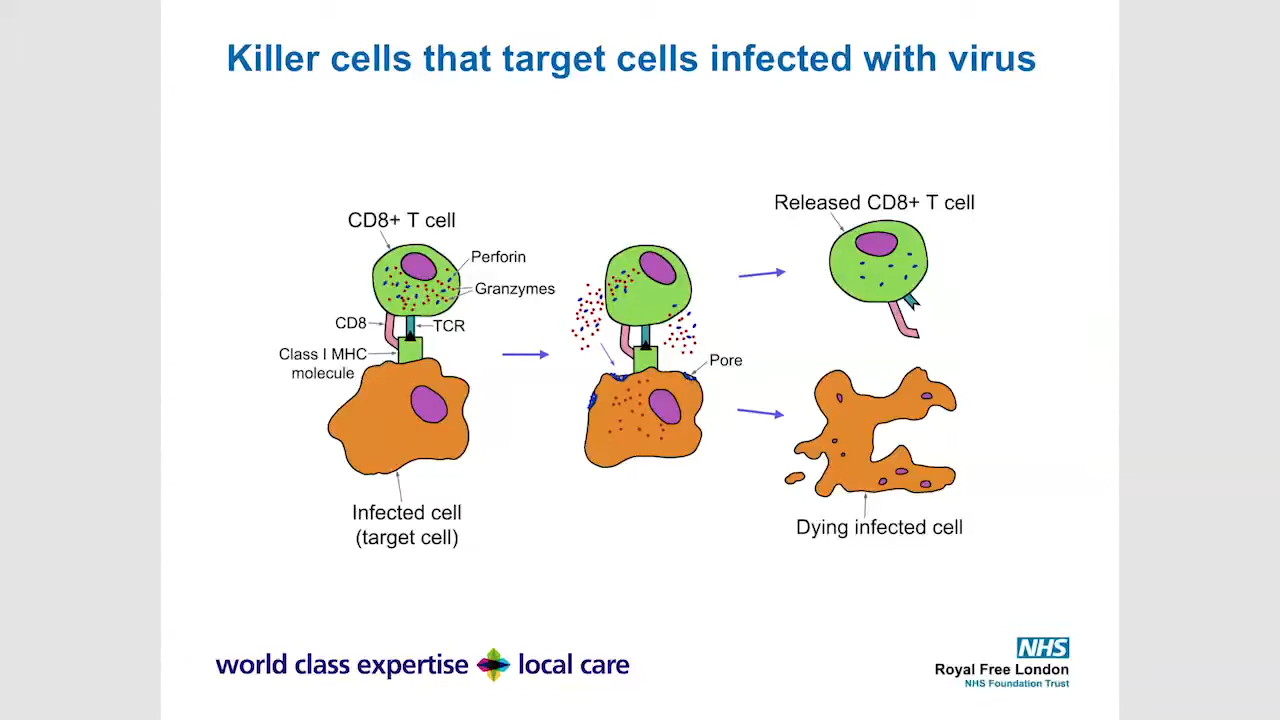 Killer cells that target cells infected with virus
Released CD8+ T cell
CD8+ T cell
Perforin
Granzymes
CD8
TCR
Class I MHC
molecule
Pore
Infected cell
(target cell)
Dying infected cell
world class expertise local care
NHS
Royal Free London
NHS Foundation Trust